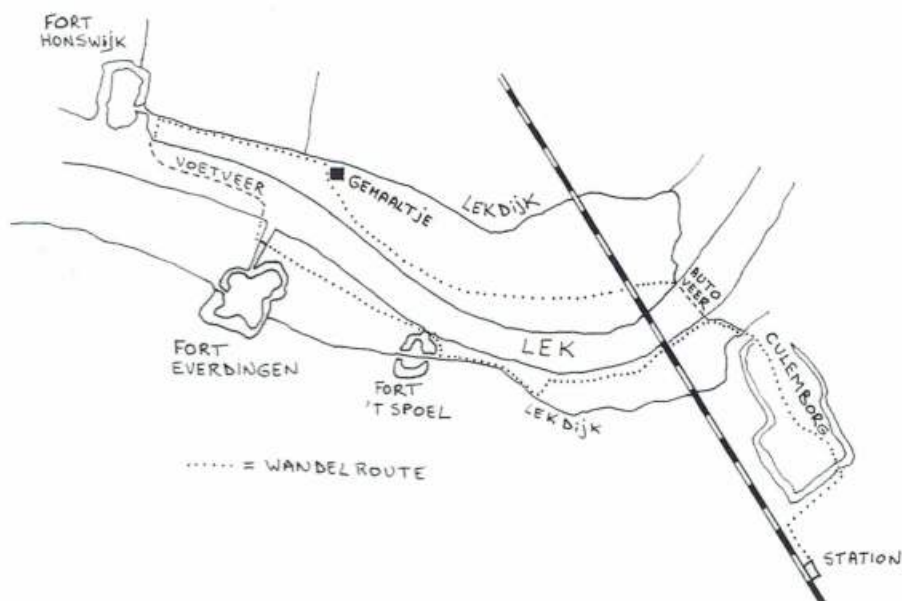 FORT
HONSWIJK
VOETVEER
GEMAALTJE
LEKDIJK
AUTO
VEER
LEK
CULEMBORG
FORT
EVERDINGEN
FORT
'T SPOEL
LEKDIJK
..... = WANDELROUTE
STATION